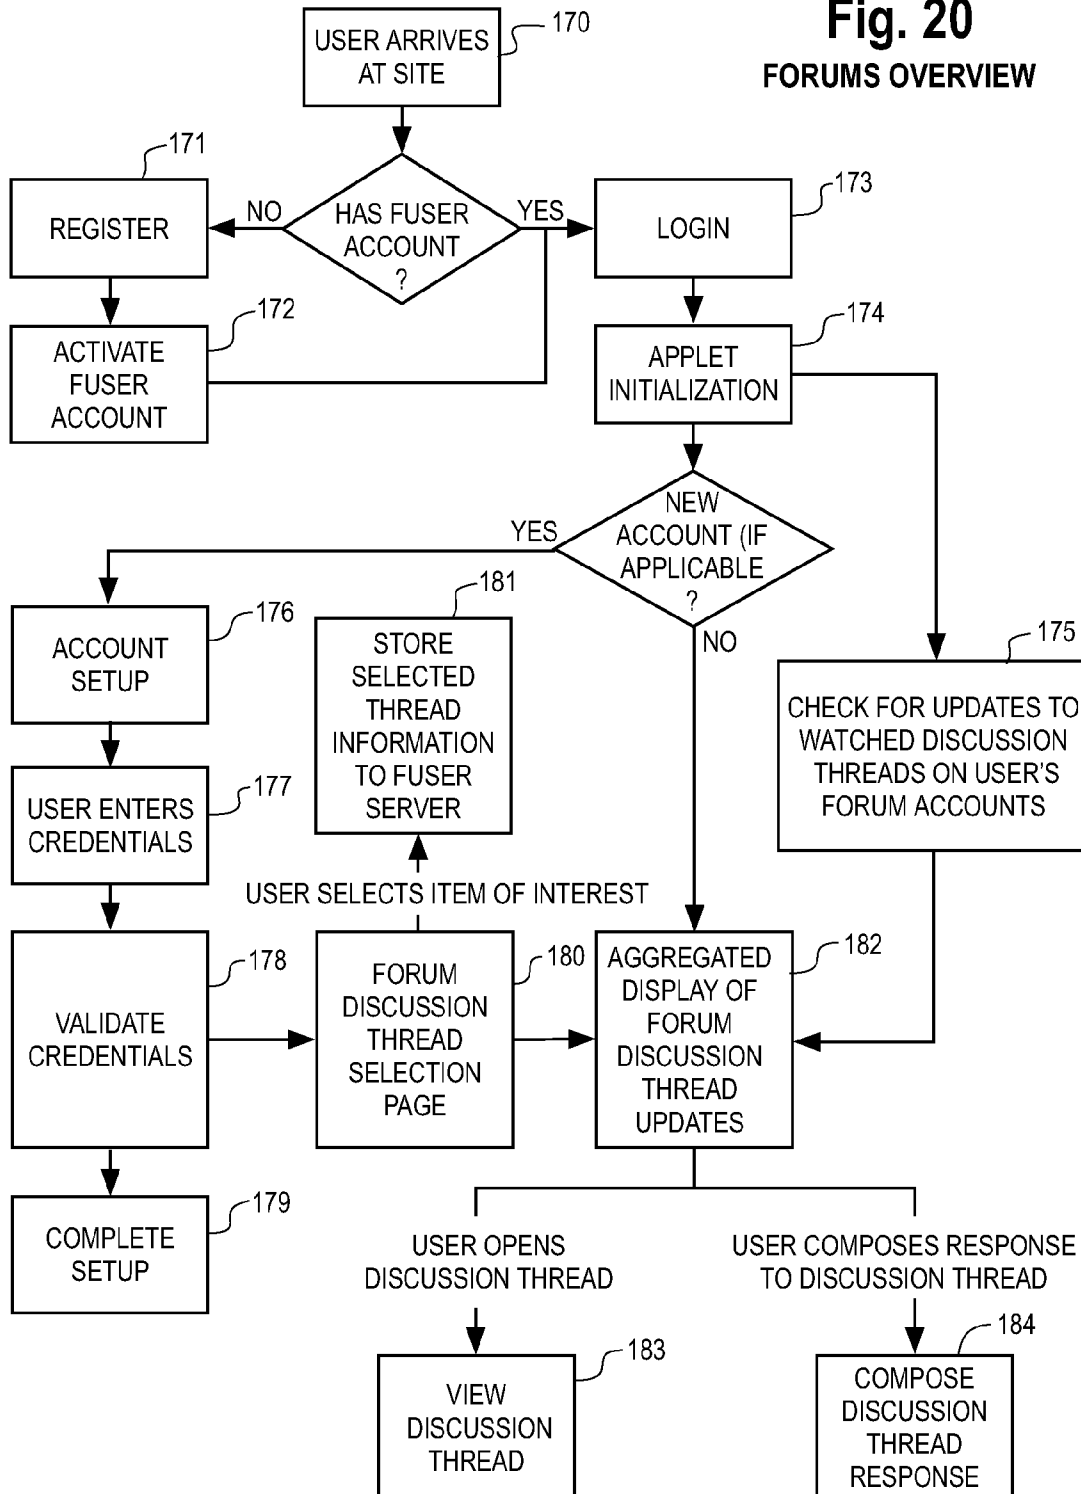 Fig. 20
FORUMS OVERVIEW
USER ARRIVES
AT SITE
170
171
REGISTER
NO
HAS FUSER
ACCOUNT
?
YES
173
LOGIN
172
ACTIVATE
FUSER
ACCOUNT
174
APPLET
INITIALIZATION
NEW
ACCOUNT (IF
APPLICABLE
?
YES
NO
176
ACCOUNT
SETUP
181
STORE
SELECTED
THREAD
INFORMATION
TO FUSER
SERVER
175
CHECK FOR UPDATES TO
WATCHED DISCUSSION
THREADS ON USER'S
FORUM ACCOUNTS
177
USER ENTERS
CREDENTIALS
USER SELECTS ITEM OF INTEREST
178
VALIDATE
CREDENTIALS
180
FORUM
DISCUSSION
THREAD
SELECTION
PAGE
182
AGGREGATED
DISPLAY OF
FORUM
DISCUSSION
THREAD
UPDATES
179
COMPLETE
SETUP
USER OPENS
DISCUSSION THREAD
USER COMPOSES RESPONSE
TO DISCUSSION THREAD
183
VIEW
DISCUSSION
THREAD
184
COMPOSE
DISCUSSION
THREAD
RESPONSE